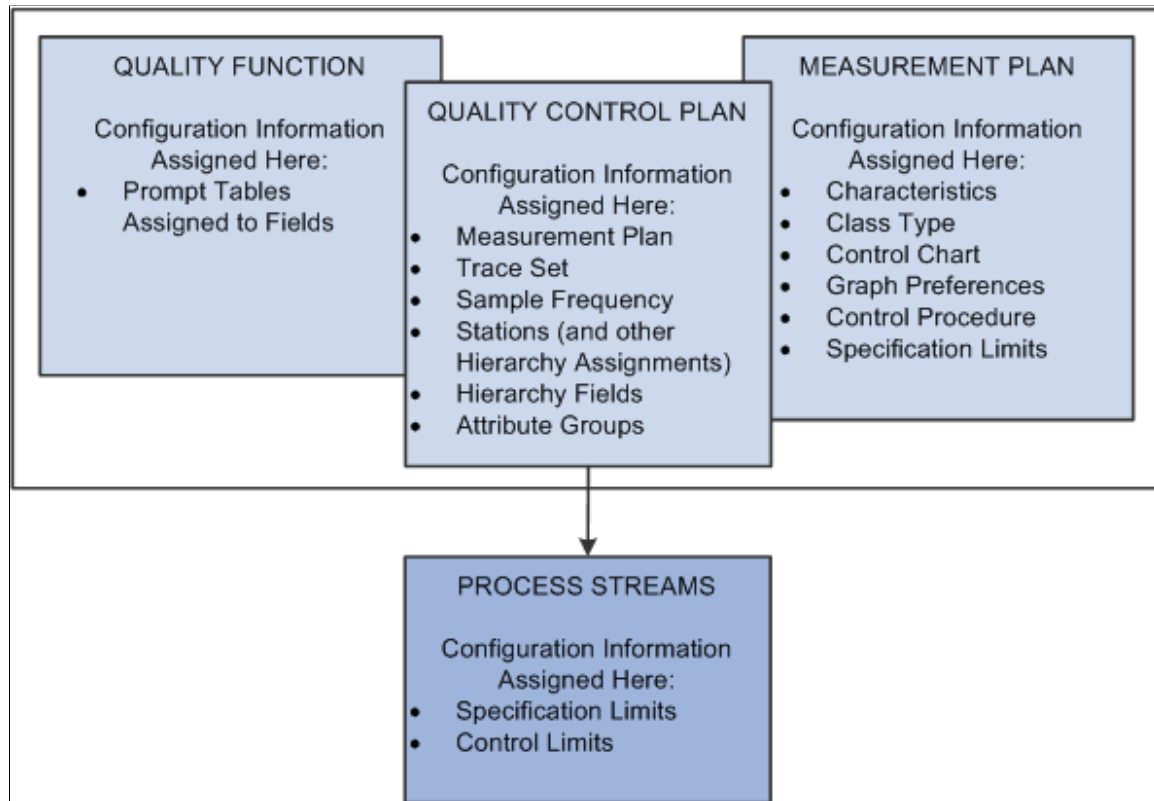 QUALITY FUNCTION
Configuration Information
Assigned Here:
• Prompt Tables
Assigned to Fields
QUALITY CONTROL PLAN
Configuration Information
Assigned Here:
• Measurement Plan
• Trace Set
• Sample Frequency
• Stations (and other
Hierarchy Assignments)
• Hierarchy Fields
• Attribute Groups
MEASUREMENT PLAN
Configuration Information
Assigned Here:
• Characteristics
• Class Type
• Control Chart
• Graph Preferences
• Control Procedure
• Specification Limits
PROCESS STREAMS
Configuration Information
Assigned Here:
• Specification Limits
• Control Limits